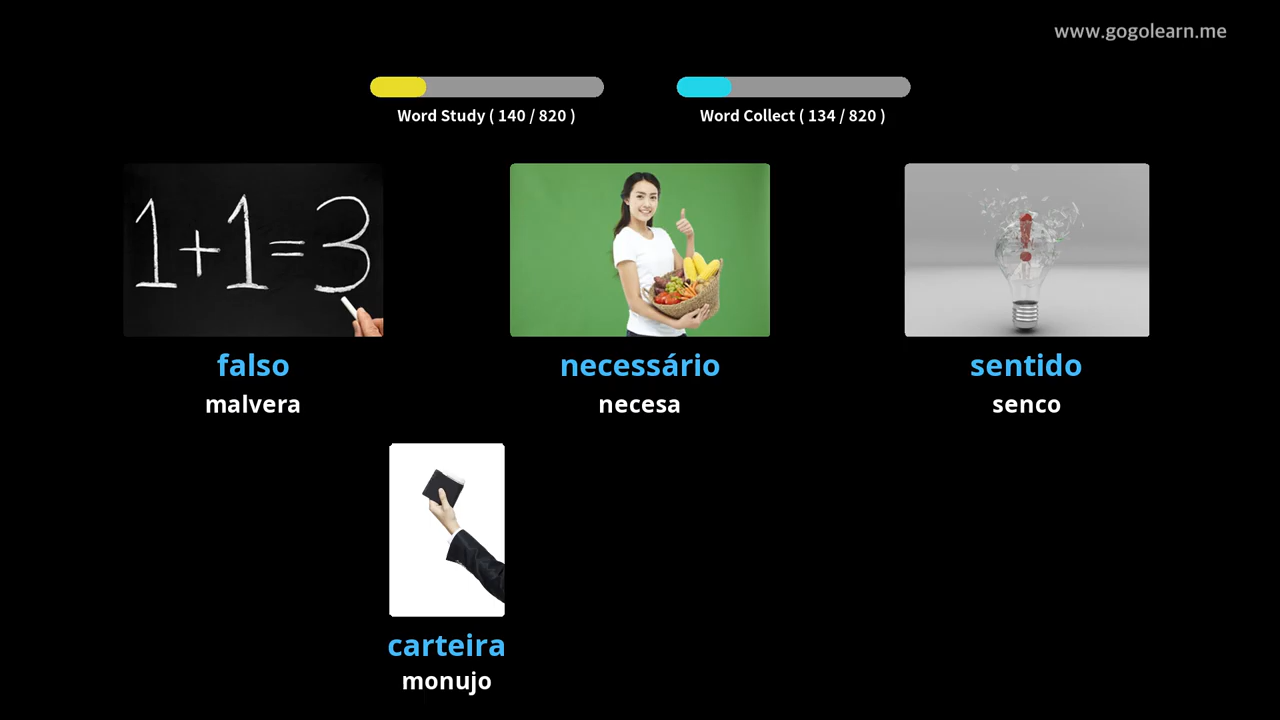 www.gogolearn.me
Word Study ( 140 / 820 )
Word Collect ( 134 / 820 )
1+1=3
falso
necessário
sentido
malvera
necesa
senco
carteira
monujo